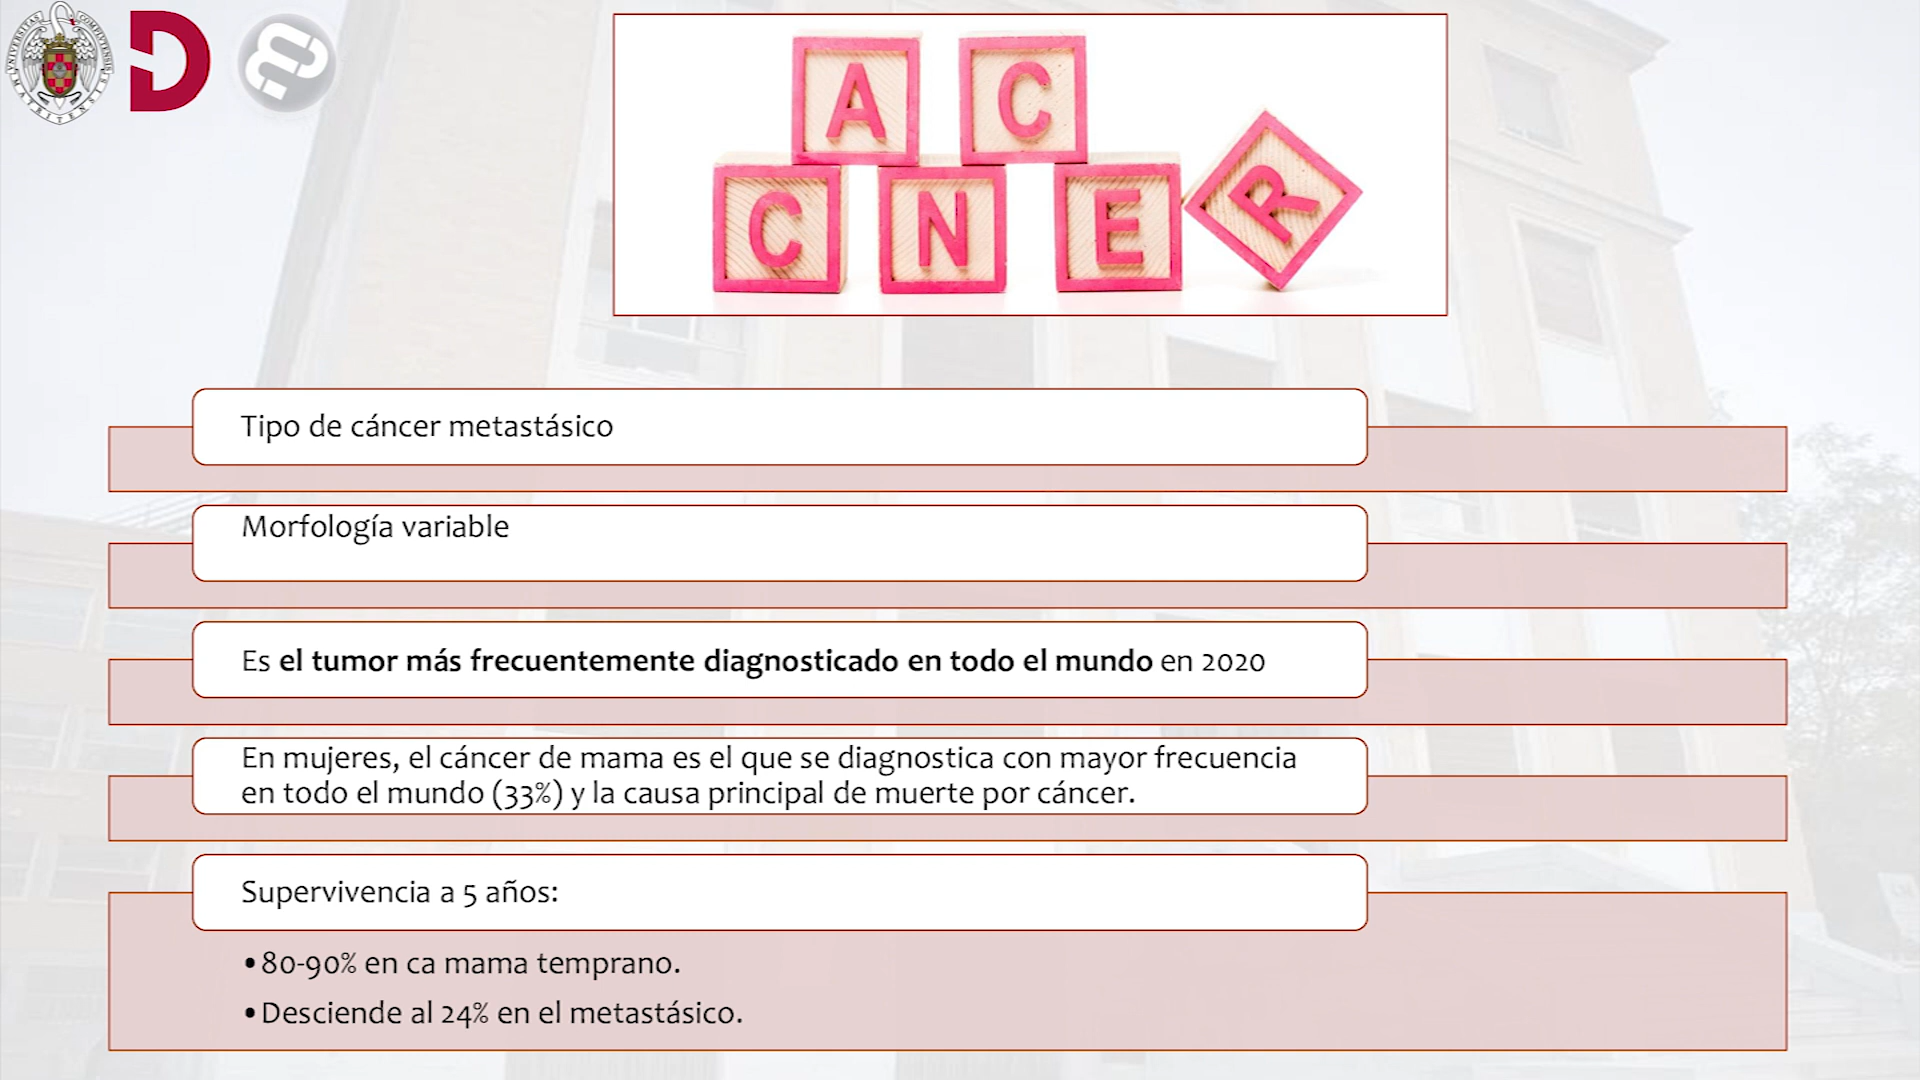 UNIVERSITAS COMPLUTENSIS MATRITENSIS
D
A C
C N E R
Tipo de cáncer metastásico
Morfología variable
Es el tumor más frecuentemente diagnosticado en todo el mundo en 2020
En mujeres, el cáncer de mama es el que se diagnostica con mayor frecuencia
en todo el mundo (33%) y la causa principal de muerte por cáncer.
Supervivencia a 5 años:
•80-90% en ca mama temprano.
•Desciende al 24% en el metastásico.